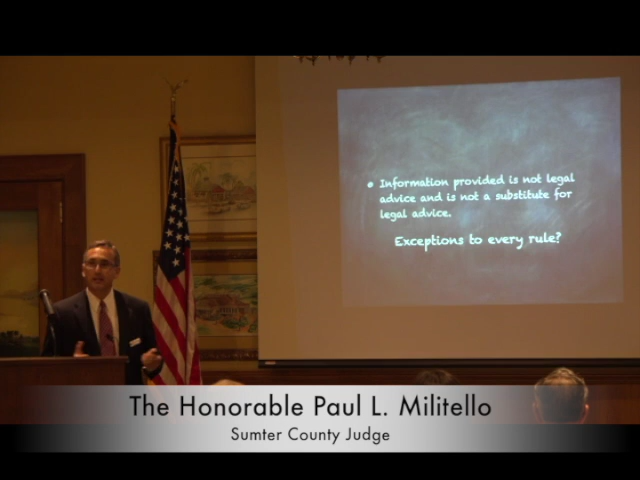 • Information provided is not legal
advice and is not a substitute for
legal advice.
Exceptions to every rule?
The Honorable Paul L. Militello
Sumter County Judge